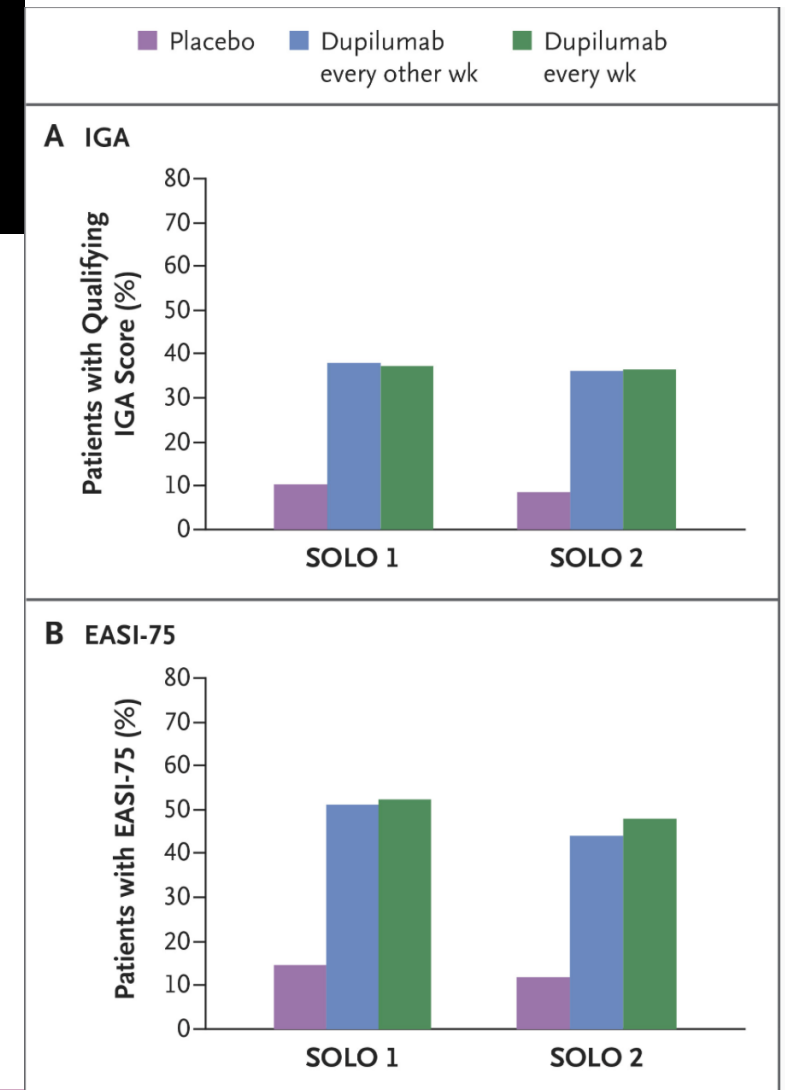 Placebo
Dupilumab
every other wk
Dupilumab
every wk
A IGA
Patients with Qualifying
IGA Score (%)
80
70
60
50
40
30
20
10
0
SOLO 1
SOLO 2
B EASI-75
Patients with EASI-75 (%)
80
70
60
50
40
30
20
10
0
SOLO 1
SOLO 2